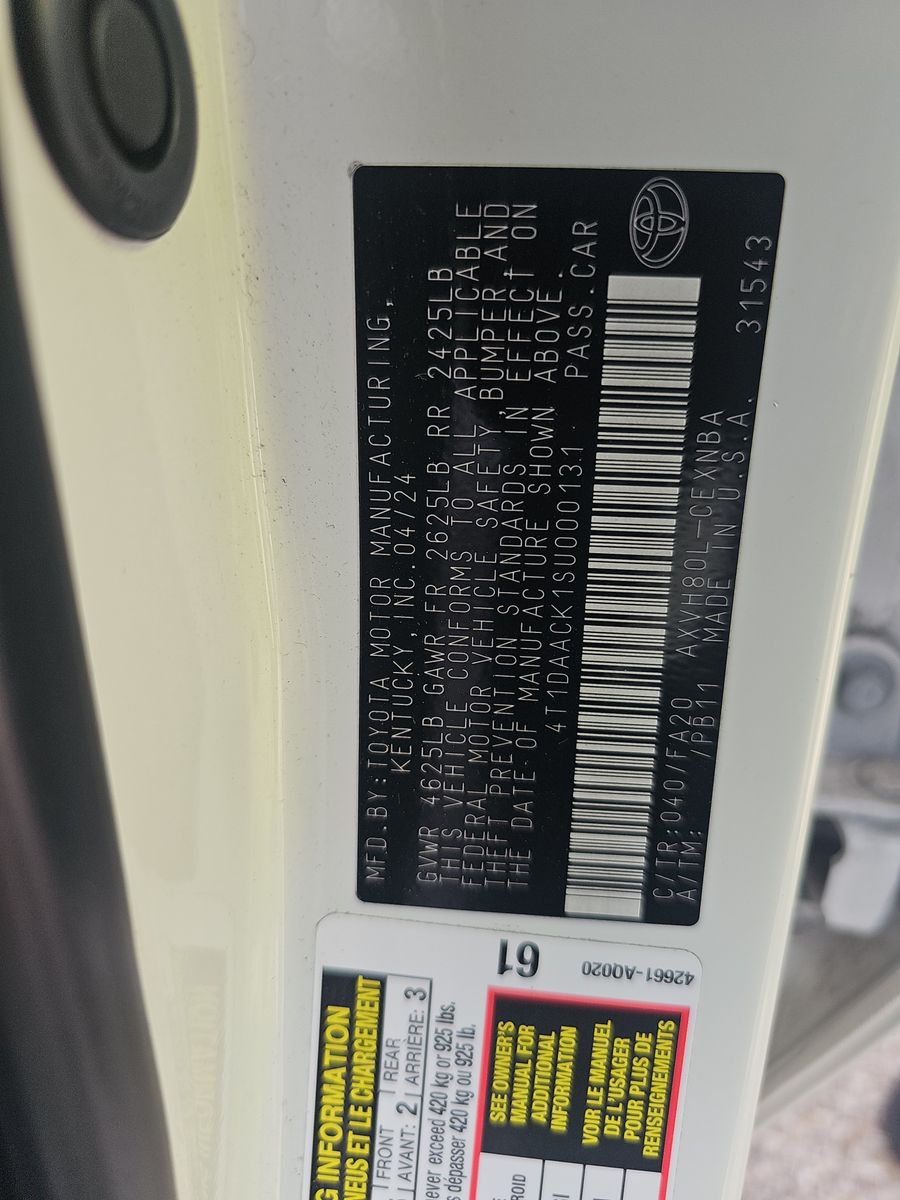 MFD.BY:TOYOTA MOTOR MANUFACTURING,
KENTUCKY,INC.04/24
GVWR 4625LB GAWR FR 2625LB RR 2425LB
THIS VEHICLE CONFORMS TO ALL APPLICABLE
FEDERAL MOTOR VEHICLE SAFETY, BUMPER, AND
THEFT PREVENTION STANDARDS IN EFFECT ON
THE DATE OF MANUFACTURE SHOWN ABOVE.
4T1DAACK1SU000131 PASS.CAR
C/TR:040/FA20 AXVH80L-CEXNBA
A/TM: /PB11 MADE IN U.S.A. 31543
INFORMATION
NEUS ET LE CHARGEMENT
FRONT REAR
AVANT: 2 ARRIÈRE: 3
never exceed 420 kg or 925 lbs.
dépasser 420 kg ou 925 lb.
61
42661-AQ020
SEE OWNER'S
MANUAL FOR
ADDITIONAL
INFORMATION
VOIR LE MANUEL
DE L'USAGER
POUR PLUS DE
RENSEIGNEMENTS